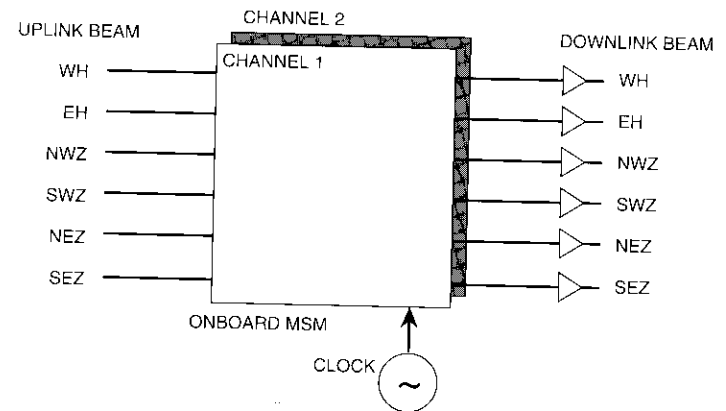 CHANNEL 2
UPLINK BEAM
DOWNLINK BEAM
CHANNEL 1
WH
WH
EH
EH
NWZ
NWZ
SWZ
SWZ
NEZ
NEZ
SEZ
SEZ
ONBOARD MSM
CLOCK
~